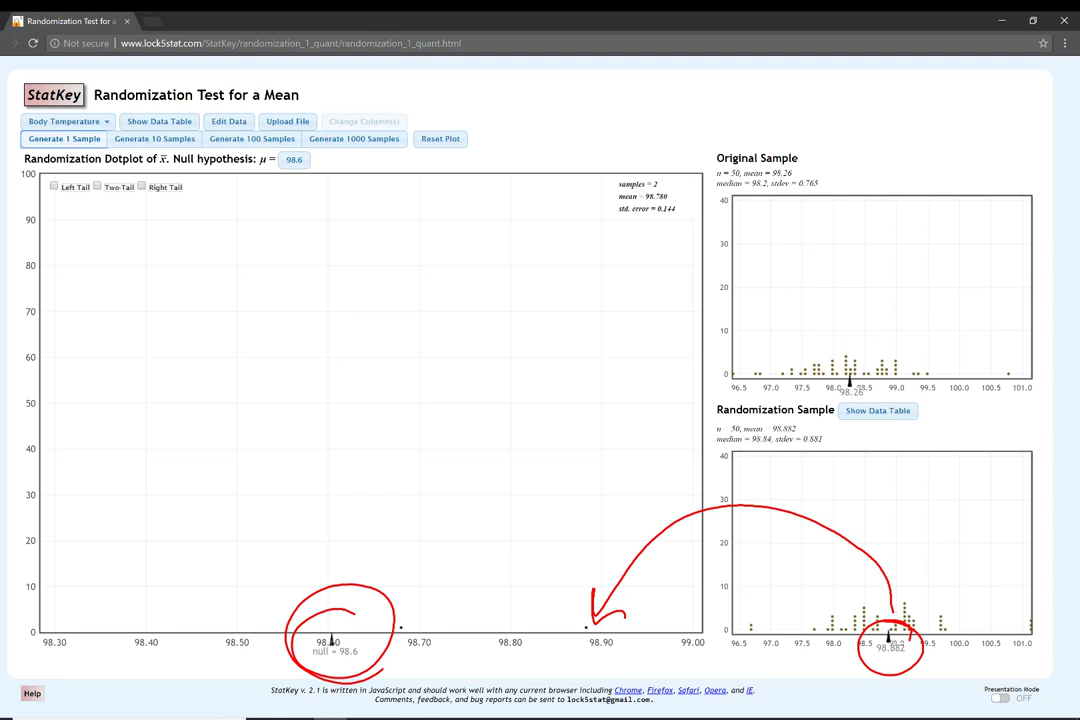 Randomization Test for a
Not secure | www.lock5stat.com/StatKey/randomization_1_quant/randomization_1_quant.html
StatKey Randomization Test for a Mean
Body Temperature Show Data Table Edit Data Upload File Change Column(s)
Generate 1 Sample Generate 10 Samples Generate 100 Samples Generate 1000 Samples Reset Plot
Randomization Dotplot of x̅. Null hypothesis: μ = 98.6
Left Tail Two-Tail Right Tail
samples = 2
mean = 98.780
std. error = 0.144
100
90
80
70
60
50
40
30
20
10
0
98.30 98.40 98.50 98.60 98.70 98.80 98.90 99.00
null = 98.6
Original Sample
n = 50, mean = 98.26
median = 98.2, stdev = 0.765
40
30
20
10
0
96.5 97.0 97.5 98.0 98.5 99.0 99.5 100.0 100.5 101.0
98.26
Randomization Sample Show Data Table
n = 50, mean = 98.882
median = 98.84, stdev = 0.881
40
30
20
10
0
96.5 97.0 97.5 98.0 98.5 99.5 100.0 100.5 101.0
98.882
Help
StatKey v. 2.1 is written in JavaScript and should work well with any current browser including Chrome, Firefox, Safari, Opera, and IE.
Comments, feedback, and bug reports can be sent to lock5stat@gmail.com.
Presentation Mode
OFF